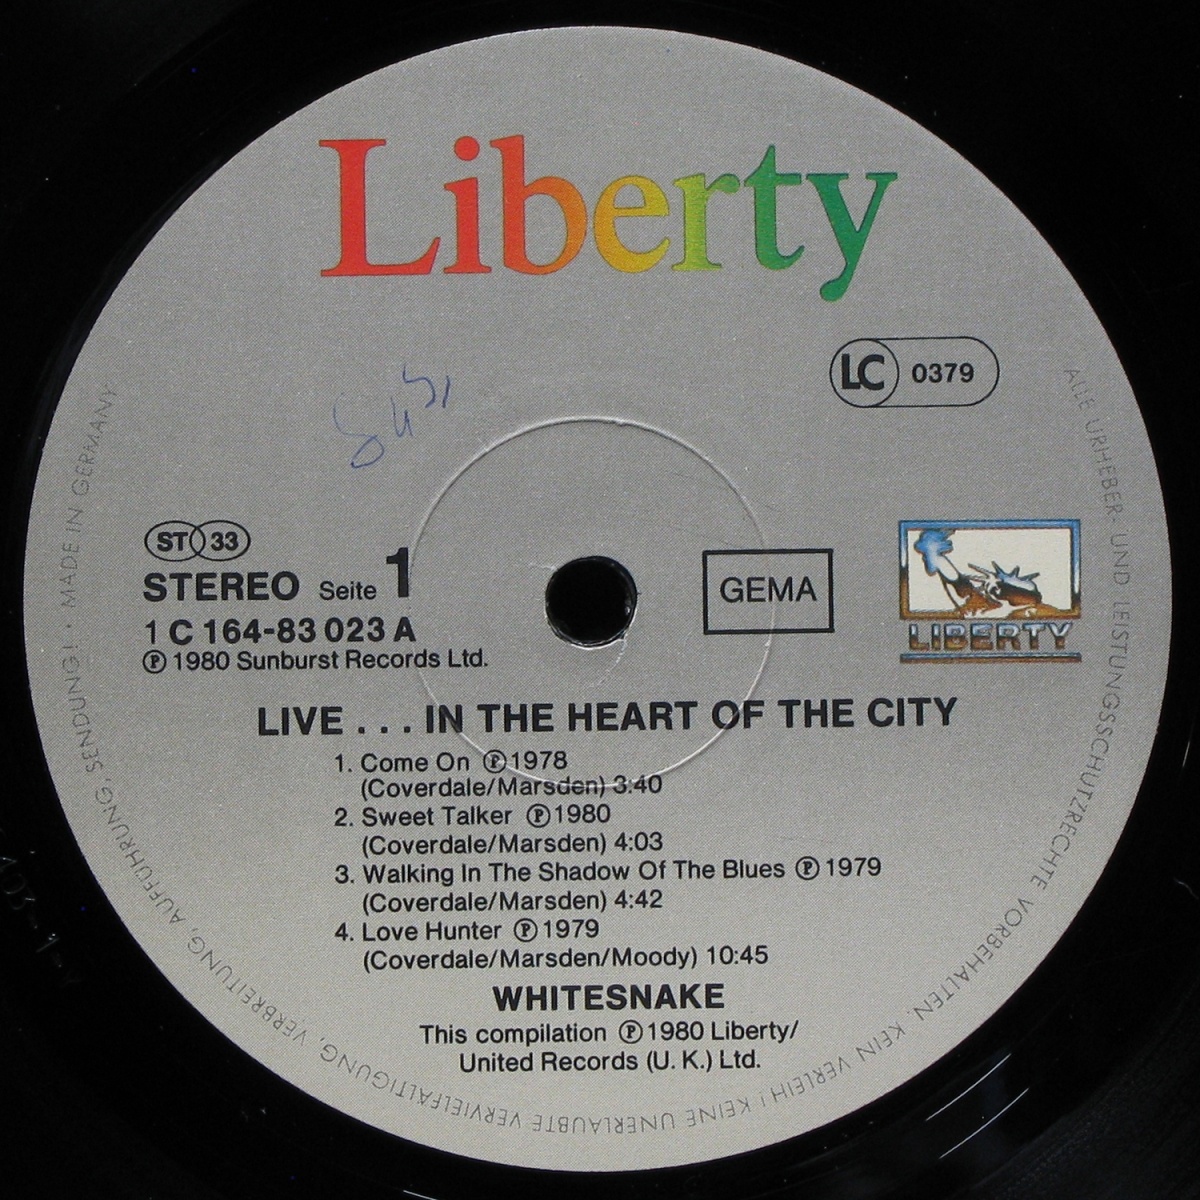 Liberty
LC 0379
ST 33
STEREO Seite 1
GEMA
LIBERTY
1 C 164-83 023 A
Ⓟ 1980 Sunburst Records Ltd.
LIVE . . . IN THE HEART OF THE CITY
1. Come On Ⓟ 1978
(Coverdale/Marsden) 3:40
2. Sweet Talker Ⓟ 1980
(Coverdale/Marsden) 4:03
3. Walking In The Shadow Of The Blues Ⓟ 1979
(Coverdale/Marsden) 4:42
4. Love Hunter Ⓟ 1979
(Coverdale/Marsden/Moody) 10:45
WHITESNAKE
This compilation Ⓟ 1980 Liberty/
United Records (U. K.) Ltd.
ALLE URHEBER- UND LEISTUNGSSCHUTZRECHTE VORBEHALTEN. KEIN VERLEIH! KEINE UNERLAUBTE VERVIELFÄLTIGUNG, VERBREITUNG, AUFFÜHRUNG, SENDUNG! · MADE IN GERMANY